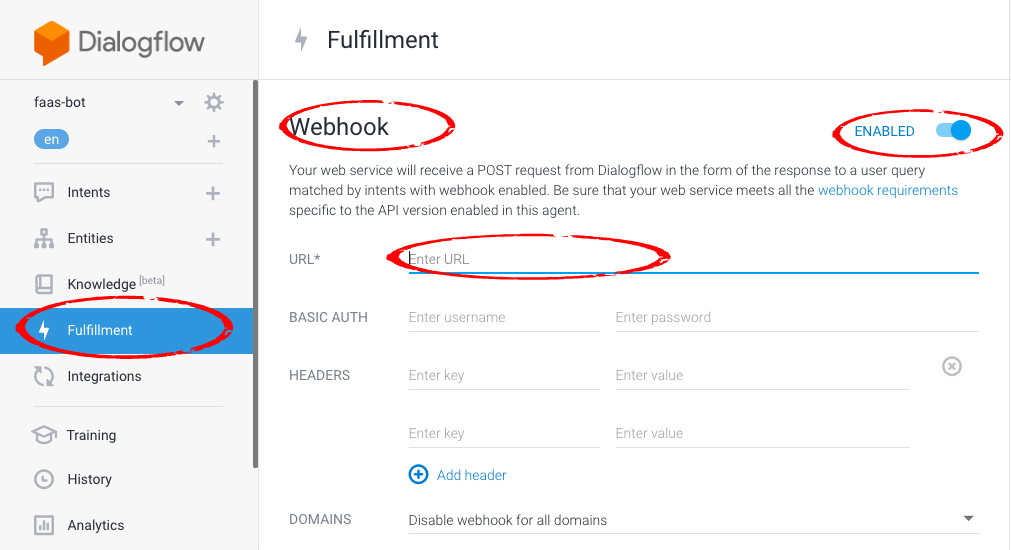 Dialogflow
faas-bot
en
Intents
Entities
Knowledge [beta]
Fulfillment
Integrations
Training
History
Analytics
Fulfillment
Webhook
ENABLED
Your web service will receive a POST request from Dialogflow in the form of the response to a user query
matched by intents with webhook enabled. Be sure that your web service meets all the webhook requirements
specific to the API version enabled in this agent.
URL* Enter URL
BASIC AUTH Enter username Enter password
HEADERS Enter key Enter value
Enter key Enter value
Add header
DOMAINS Disable webhook for all domains